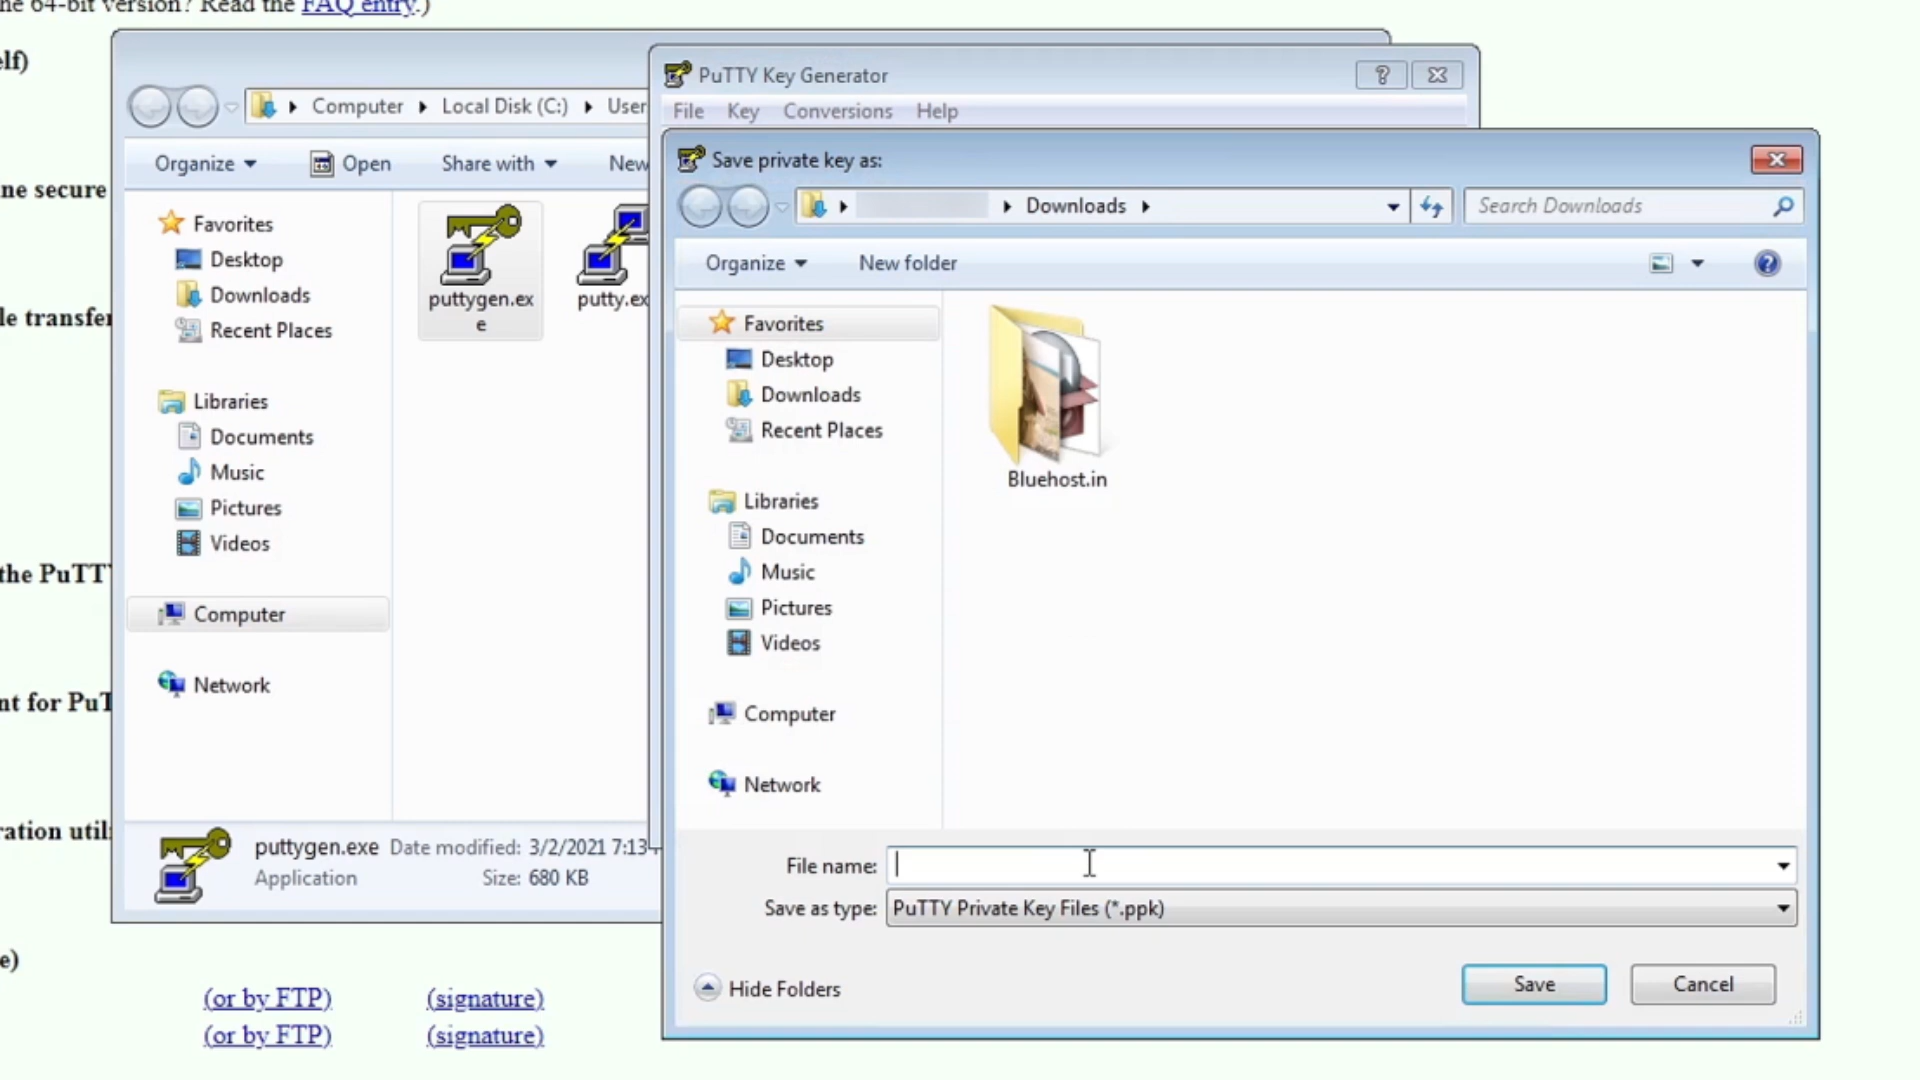 he 64-bit version? Read the FAQ entry.)
elf)
ne secure
le transfer
the PuTTY
nt for PuT
ration util
e)
(or by FTP) (signature)
(or by FTP) (signature)
Computer Local Disk (C:) User
Organize Open Share with New
Favorites
Desktop
Downloads
Recent Places
Libraries
Documents
Music
Pictures
Videos
Computer
Network
puttygen.ex
e
putty.ex
puttygen.exe Date modified: 3/2/2021 7:13
Application Size: 680 KB
PuTTY Key Generator
File Key Conversions Help
Save private key as:
Downloads
Search Downloads
Organize New folder
Favorites
Desktop
Downloads
Recent Places
Libraries
Documents
Music
Pictures
Videos
Computer
Network
Bluehost.in
File name:
Save as type: PuTTY Private Key Files (*.ppk)
Hide Folders Save Cancel